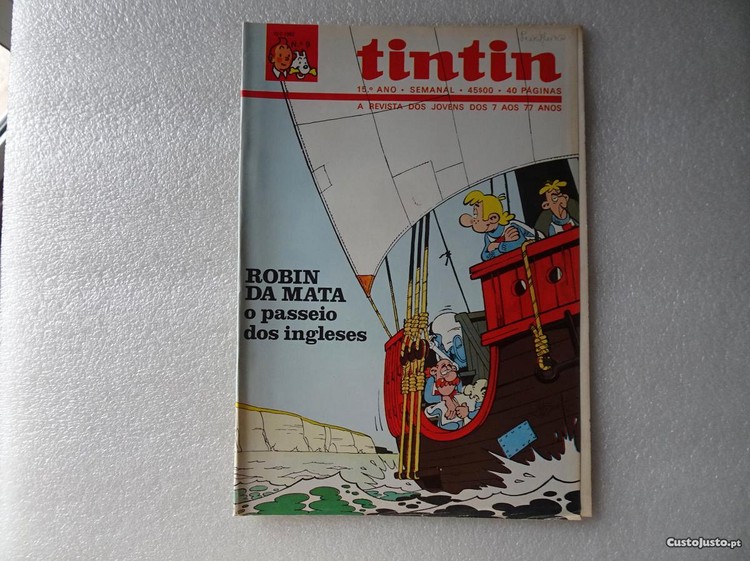 tintin
15.º ANO • SEMANAL • 45$00 • 40 PÁGINAS
A REVISTA DOS JOVENS DOS 7 AOS 77 ANOS
ROBIN
DA MATA
o passeio
dos ingleses
CustoJusto.pt